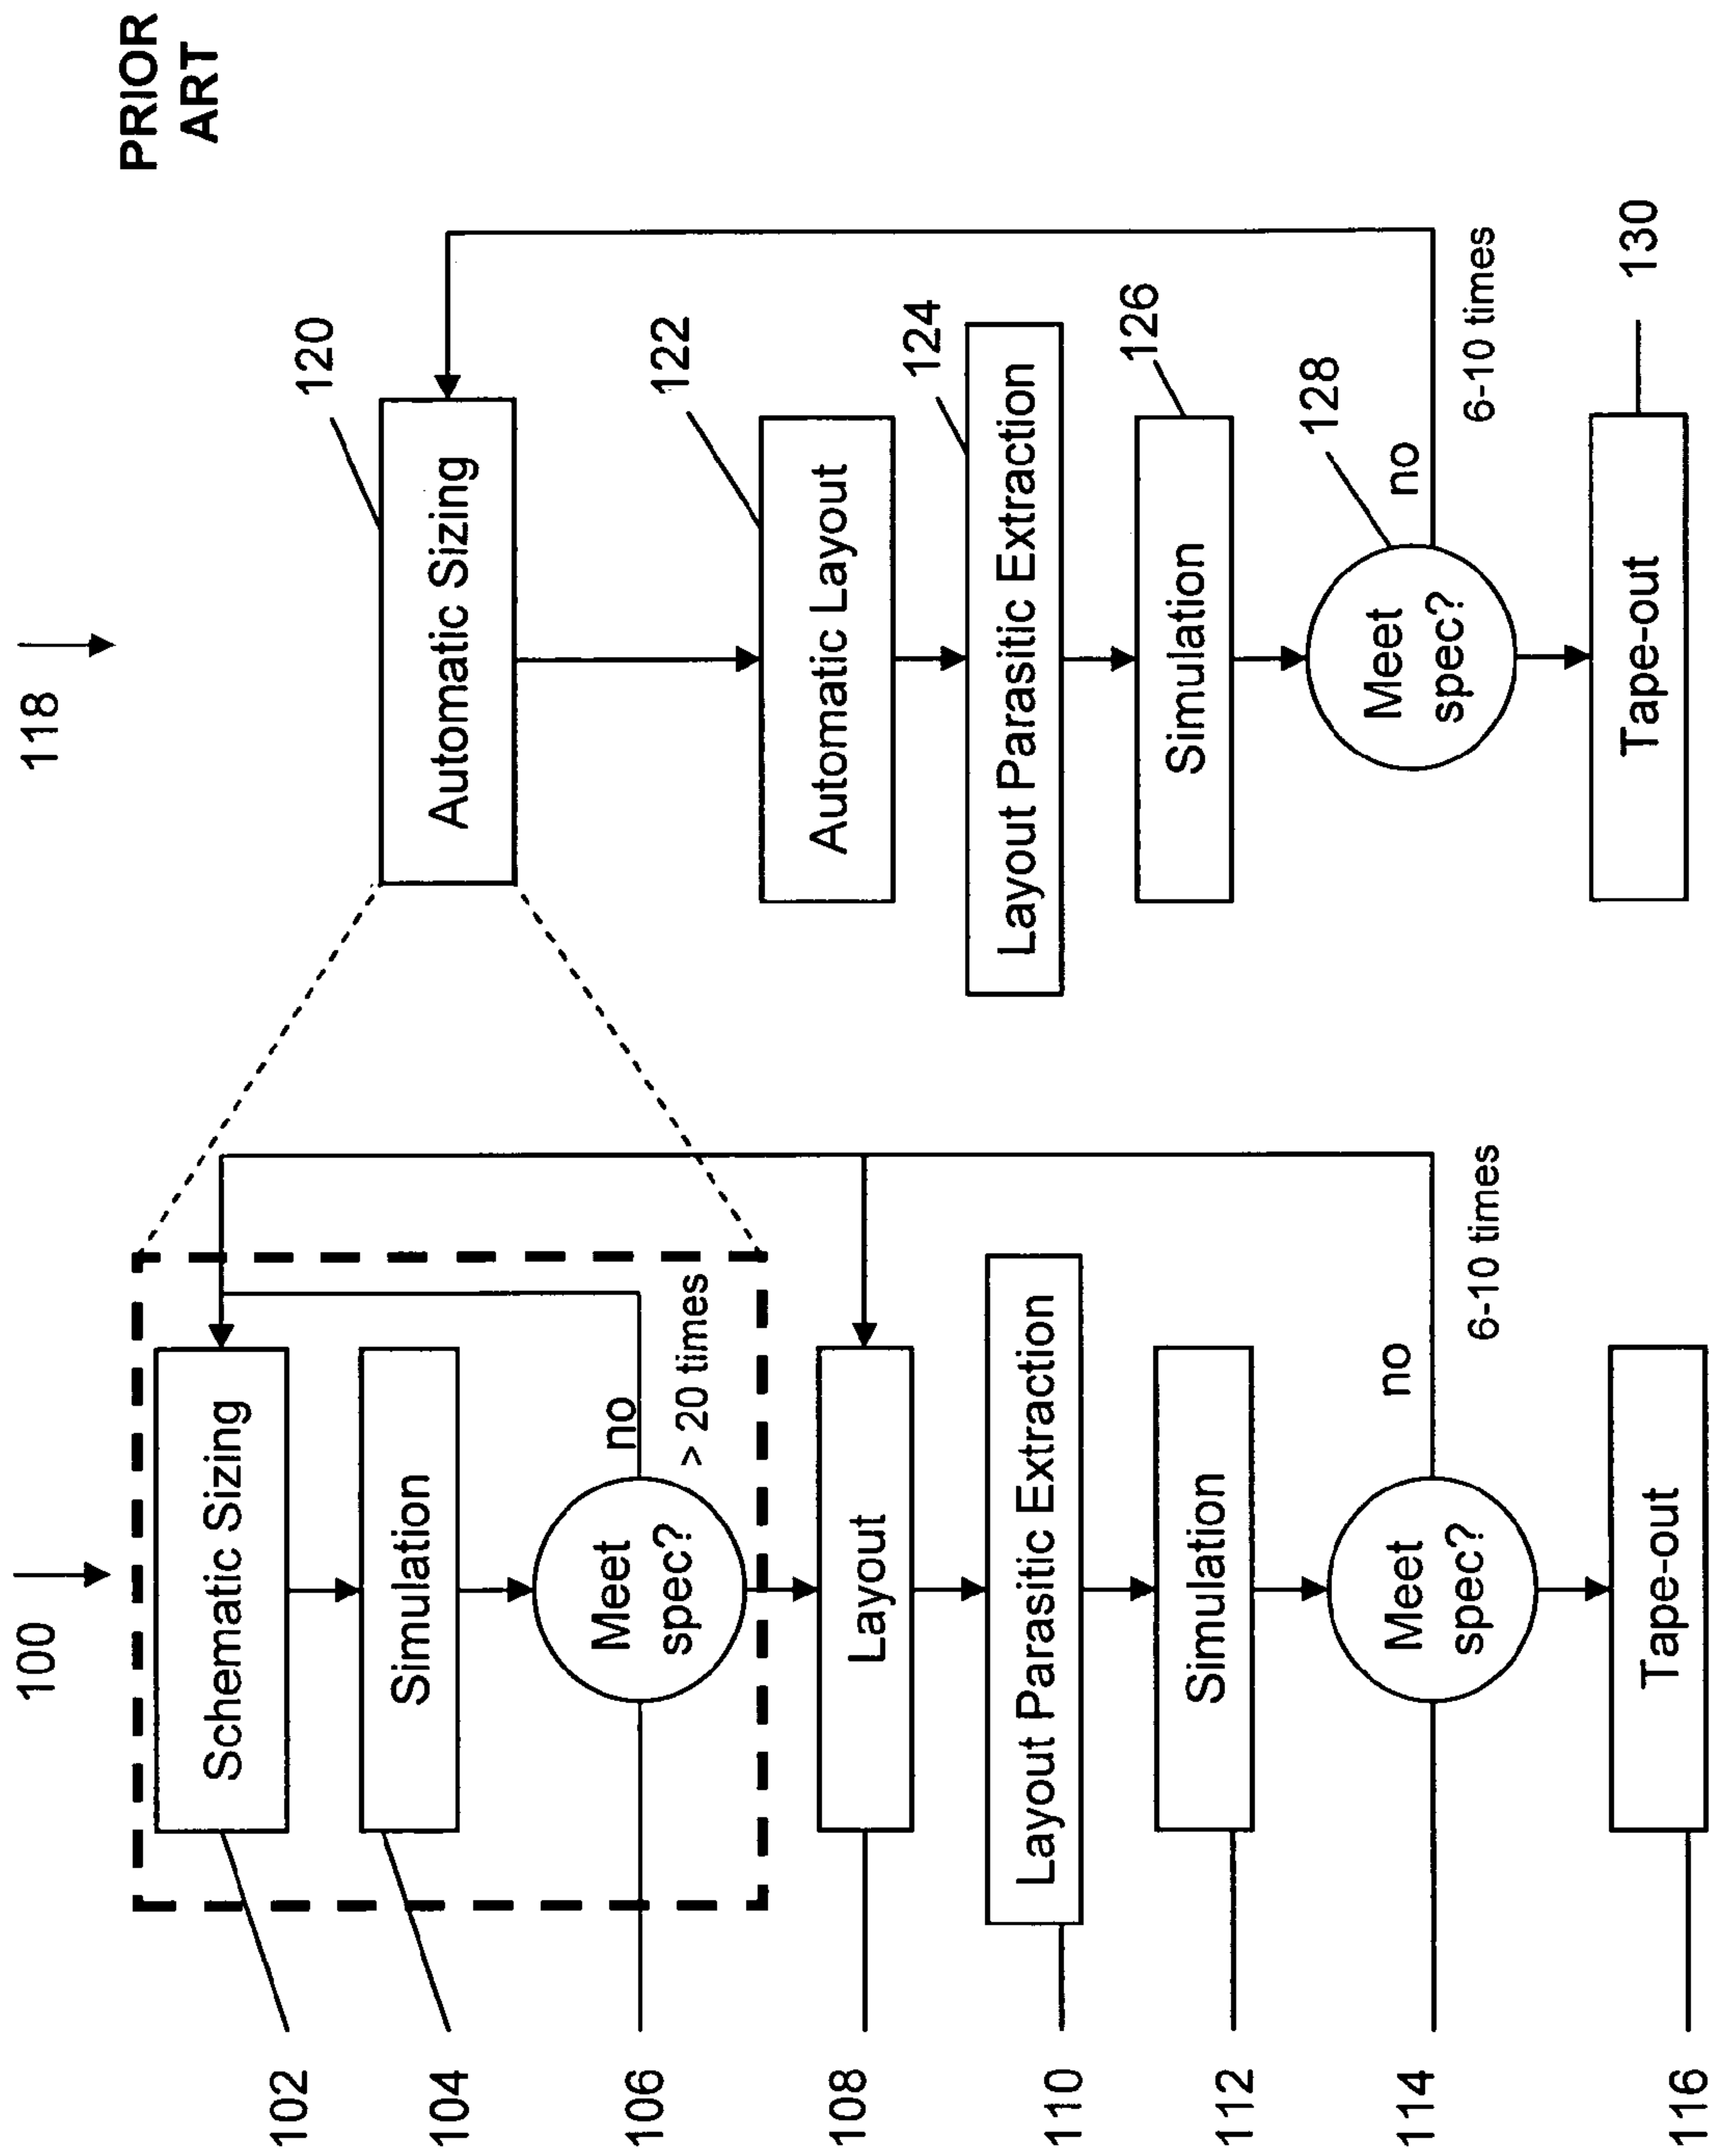 PRIOR
ART
100
102
Schematic Sizing
104
Simulation
106
Meet
spec?
no
> 20 times
108
Layout
110
Layout Parasitic Extraction
112
Simulation
114
Meet
spec?
no
6-10 times
116
Tape-out
118
120
Automatic Sizing
122
Automatic Layout
124
Layout Parasitic Extraction
126
Simulation
128
Meet
spec?
no
6-10 times
130
Tape-out